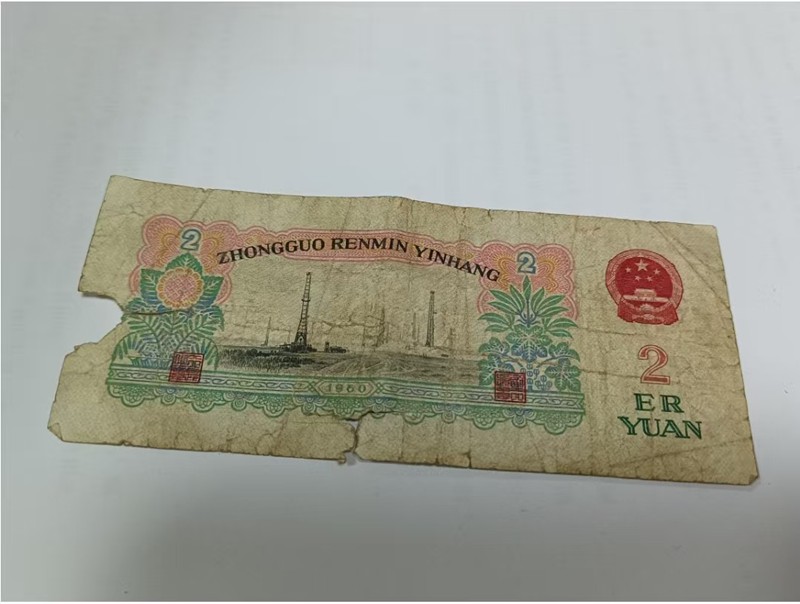 2
ZHONGGUO RENMIN YINHANG
2
1960
2
ER
YUAN